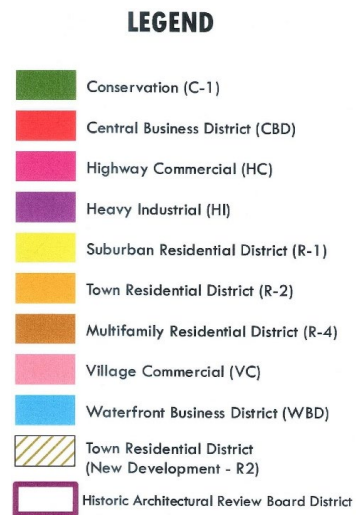 LEGEND
Conservation (C-1)
Central Business District (CBD)
Highway Commercial (HC)
Heavy Industrial (HI)
Suburban Residential District (R-1)
Town Residential District (R-2)
Multifamily Residential District (R-4)
Village Commercial (VC)
Waterfront Business District (WBD)
Town Residential District
(New Development - R2)
Historic Architectural Review Board District